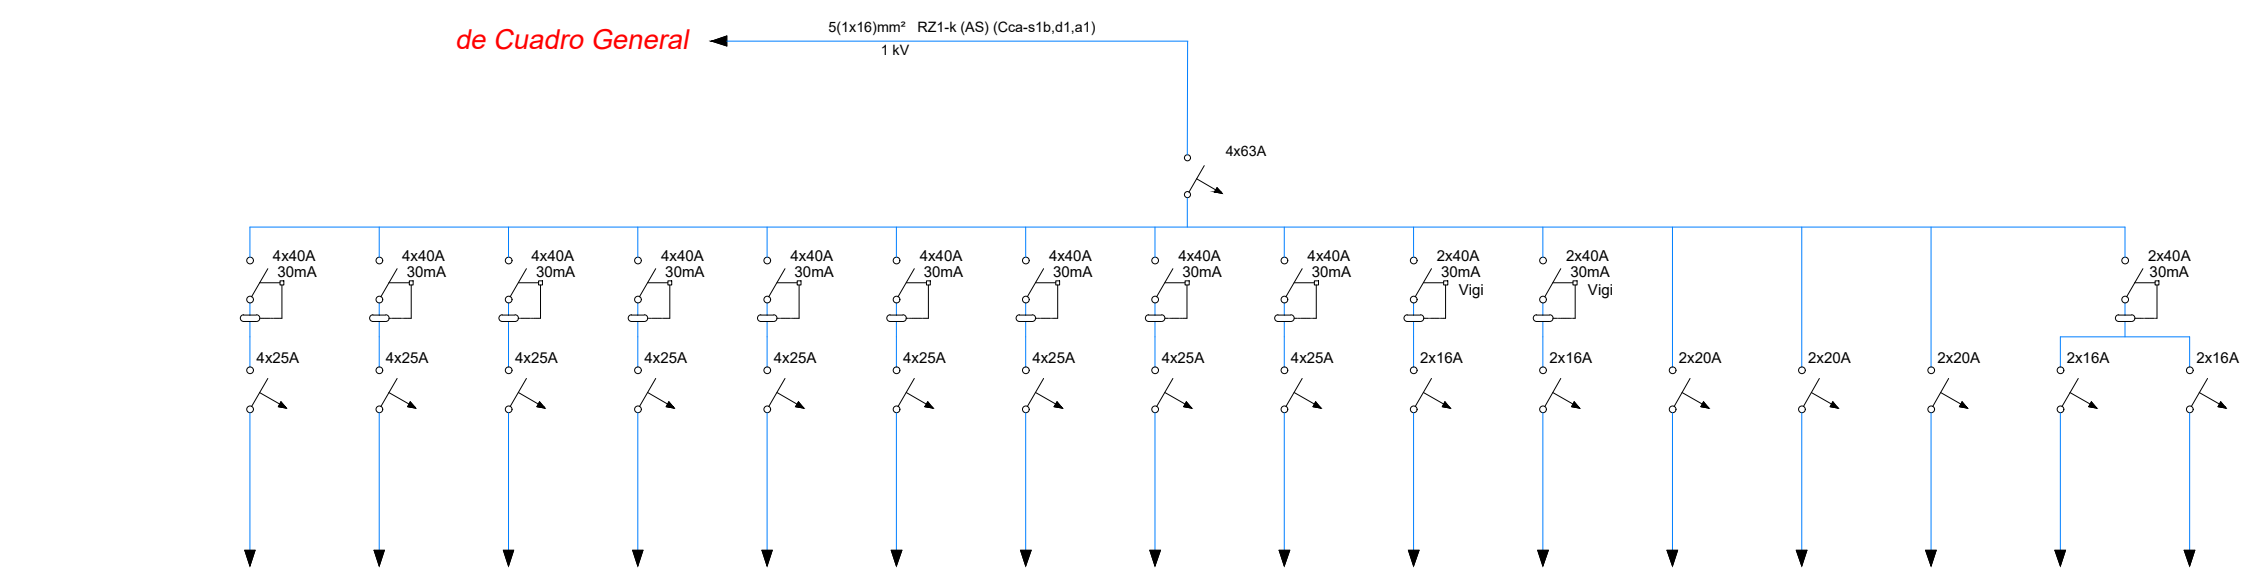 de Cuadro General
5(1x16)mm² RZ1-k (AS) (Cca-s1b,d1,a1)
1 kV
4x63A
4x40A 4x40A 4x40A 4x40A 4x40A 4x40A 4x40A 4x40A 4x40A 2x40A 2x40A 2x40A
30mA 30mA 30mA 30mA 30mA 30mA 30mA 30mA 30mA 30mA 30mA 30mA
Vigi Vigi
4x25A 4x25A 4x25A 4x25A 4x25A 4x25A 4x25A 4x25A 4x25A 2x16A 2x16A 2x20A 2x20A 2x20A 2x16A 2x16A